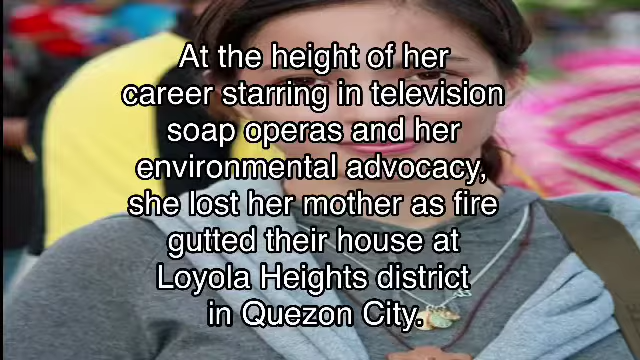 At the height of her
career starring in television
soap operas and her
environmental advocacy,
she lost her mother as fire
gutted their house at
Loyola Heights district
in Quezon City.